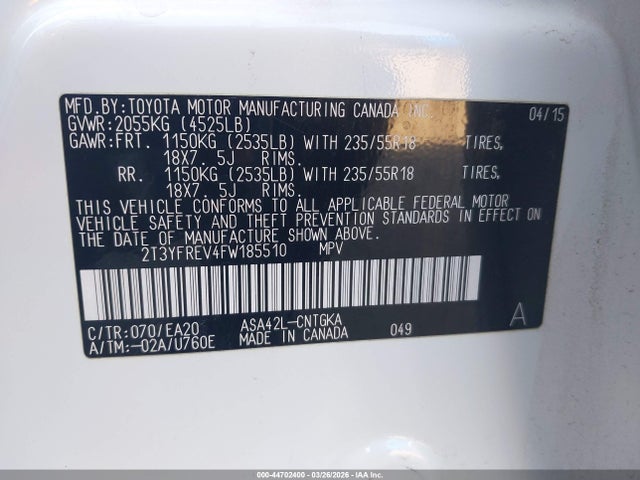 MFD.BY:TOYOTA MOTOR MANUFACTURING CANADA INC. 04/15
GVWR:2055KG (4525LB)
GAWR:FRT. 1150KG (2535LB) WITH 235/55R18 TIRES,
18X7.5J RIMS.
RR. 1150KG (2535LB) WITH 235/55R18 TIRES,
18X7.5J RIMS.
THIS VEHICLE CONFORMS TO ALL APPLICABLE FEDERAL MOTOR
VEHICLE SAFETY AND THEFT PREVENTION STANDARDS IN EFFECT ON
THE DATE OF MANUFACTURE SHOWN ABOVE.
2T3YFREV4FW185510 MPV
C/TR:070/EA20 ASA42L-CNTGKA
A/TM:-02A/U760E MADE IN CANADA 049 A
000-44702400 - 03/26/2026 - IAA Inc.